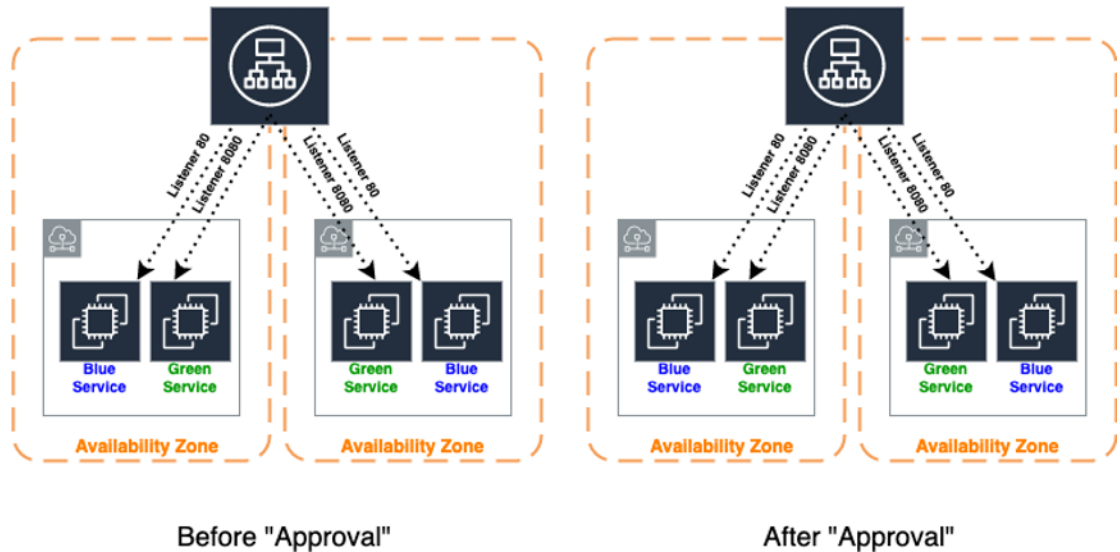 Listener 80
Listener 8080
Listener 8080
Listener 80
Blue
Service
Green
Service
Green
Service
Blue
Service
Availability Zone
Availability Zone
Before "Approval"
Listener 80
Listener 8080
Listener 8080
Listener 80
Blue
Service
Green
Service
Green
Service
Blue
Service
Availability Zone
Availability Zone
After "Approval"